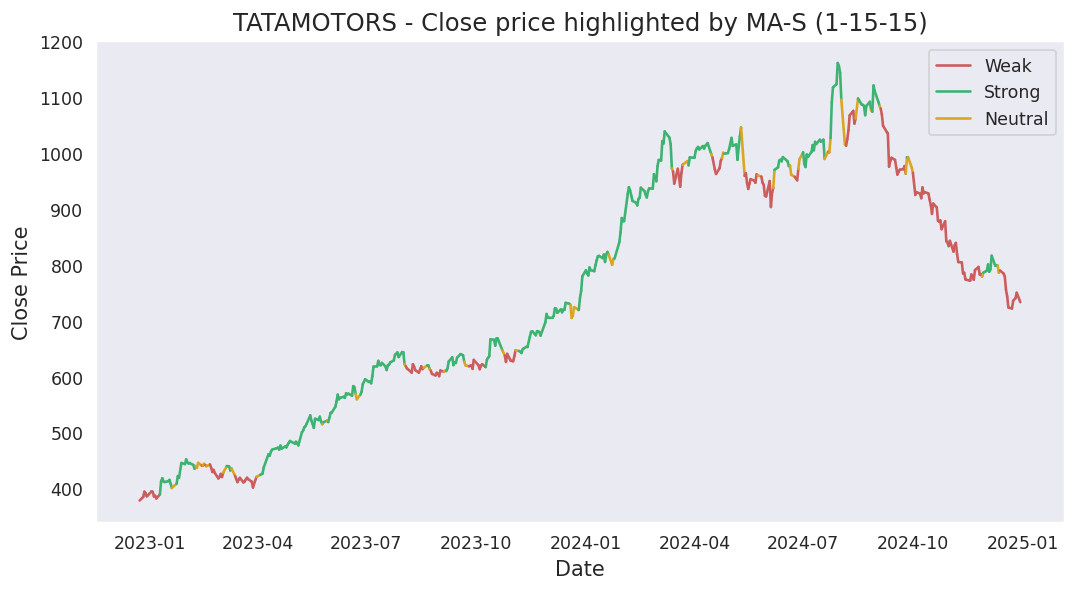 TATAMOTORS - Close price highlighted by MA-S (1-15-15)
Weak
Strong
Neutral
Close Price
1200
1100
1000
900
800
700
600
500
400
2023-01 2023-04 2023-07 2023-10 2024-01 2024-04 2024-07 2024-10 2025-01
Date